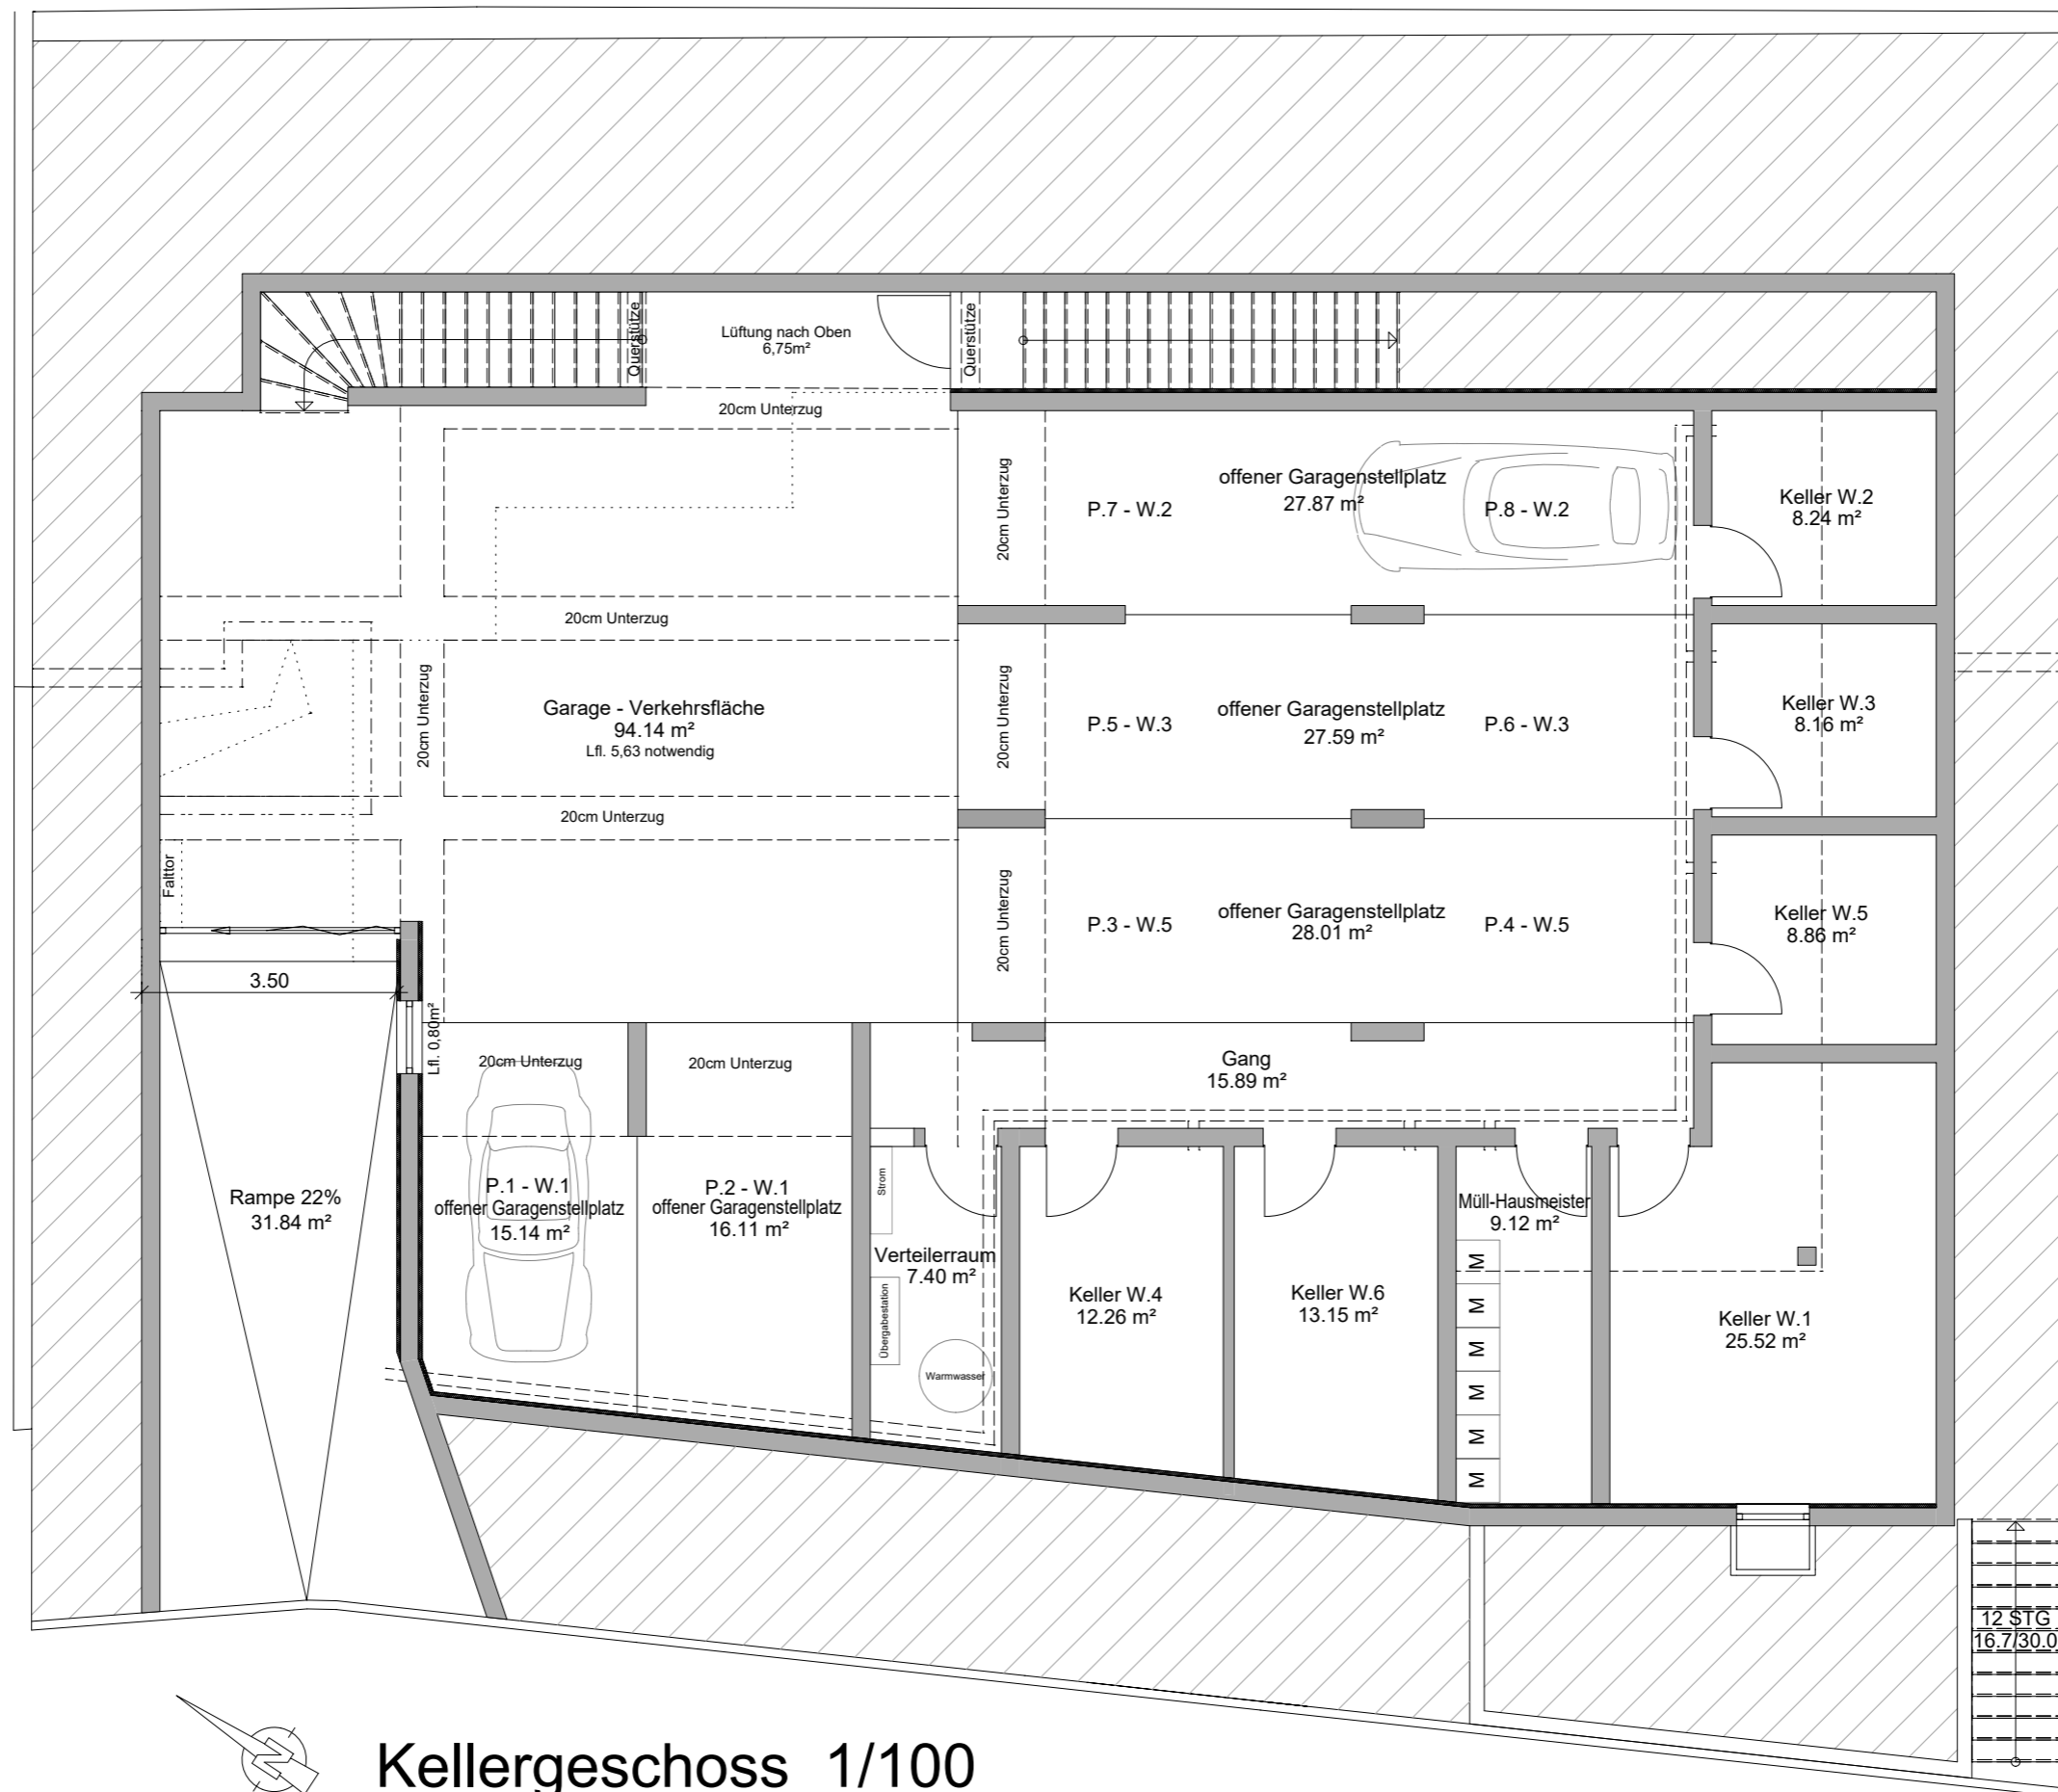 Querstütze
Lüftung nach Oben
6,75m²
Querstütze
20cm Unterzug
20cm Unterzug
offener Garagenstellplatz
27.87 m²
P.7 - W.2
P.8 - W.2
Keller W.2
8.24 m²
20cm Unterzug
20cm Unterzug
Garage - Verkehrsfläche
94.14 m²
Lfl. 5,63 notwendig
20cm Unterzug
P.5 - W.3
offener Garagenstellplatz
27.59 m²
P.6 - W.3
Keller W.3
8.16 m²
20cm Unterzug
Falttor
20cm Unterzug
P.3 - W.5
offener Garagenstellplatz
28.01 m²
P.4 - W.5
Keller W.5
8.86 m²
3.50
Lfl. 0,80m²
20cm Unterzug
20cm Unterzug
Gang
15.89 m²
Rampe 22%
31.84 m²
P.1 - W.1
offener Garagenstellplatz
15.14 m²
P.2 - W.1
offener Garagenstellplatz
16.11 m²
Strom
Verteilerraum
7.40 m²
Übergabestation
Warmwasser
Keller W.4
12.26 m²
Keller W.6
13.15 m²
Müll-Hausmeister
9.12 m²
M
M
M
M
M
M
Keller W.1
25.52 m²
12 STG
16.7/30.0
N
Kellergeschoss 1/100